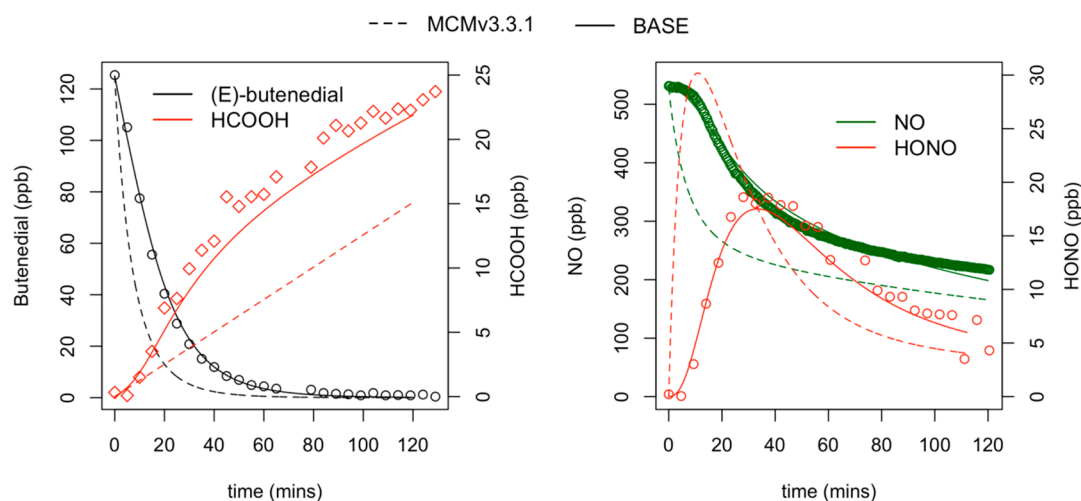 MCMv3.3.1 BASE
(E)-butenedial
HCOOH
Butenedial (ppb)
0 20 40 60 80 100 120
HCOOH (ppb)
0 5 10 15 20 25
0 20 40 60 80 100 120
time (mins)
NO
HONO
NO (ppb)
0 100 200 300 400 500
HONO (ppb)
0 5 10 15 20 25 30
0 20 40 60 80 100 120
time (mins)